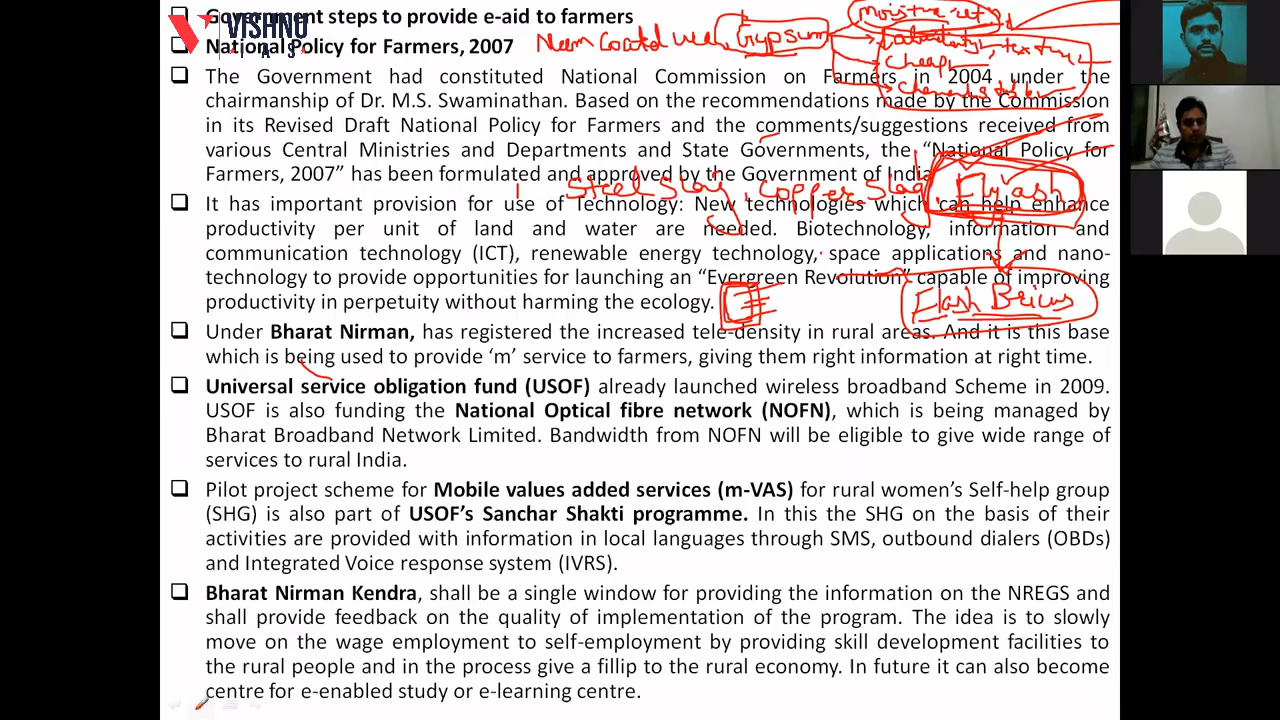 Government steps to provide e-aid to farmers
VISHNU
IAS
National Policy for Farmers, 2007
Neem Coated Gypsum
moisture
texture
Cheap
The Government had constituted National Commission on Farmers in 2004 under the
chairmanship of Dr. M.S. Swaminathan. Based on the recommendations made by the Commission
in its Revised Draft National Policy for Farmers and the comments/suggestions received from
various Central Ministries and Departments and State Governments, the “National Policy for
Farmers, 2007” has been formulated and approved by the Government of India
Steel Slag, Copper Slag, Fly ash
It has important provision for use of Technology: New technologies which can help enhance
productivity per unit of land and water are needed. Biotechnology, information and
communication technology (ICT), renewable energy technology, space applications and nano-
technology to provide opportunities for launching an “Evergreen Revolution” capable of improving
productivity in perpetuity without harming the ecology.
Under Bharat Nirman, has registered the increased tele-density in rural areas. And it is this base
which is being used to provide ‘m’ service to farmers, giving them right information at right time.
Universal service obligation fund (USOF) already launched wireless broadband Scheme in 2009.
USOF is also funding the National Optical fibre network (NOFN), which is being managed by
Bharat Broadband Network Limited. Bandwidth from NOFN will be eligible to give wide range of
services to rural India.
Pilot project scheme for Mobile values added services (m-VAS) for rural women’s Self-help group
(SHG) is also part of USOF’s Sanchar Shakti programme. In this the SHG on the basis of their
activities are provided with information in local languages through SMS, outbound dialers (OBDs)
and Integrated Voice response system (IVRS).
Bharat Nirman Kendra, shall be a single window for providing the information on the NREGS and
shall provide feedback on the quality of implementation of the program. The idea is to slowly
move on the wage employment to self-employment by providing skill development facilities to
the rural people and in the process give a fillip to the rural economy. In future it can also become
centre for e-enabled study or e-learning centre.